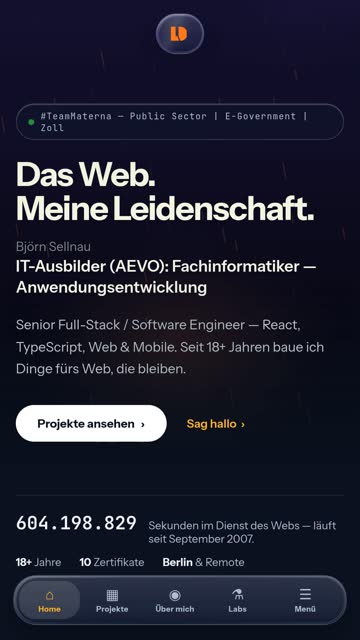 #TeamMaterna — Public Sector | E-Government |
Zoll
Das Web.
Meine Leidenschaft.
Björn Sellnau
IT-Ausbilder (AEVO): Fachinformatiker —
Anwendungsentwicklung
Senior Full-Stack / Software Engineer — React,
TypeScript, Web & Mobile. Seit 18+ Jahren baue ich
Dinge fürs Web, die bleiben.
Projekte ansehen › Sag hallo ›
604.198.829 Sekunden im Dienst des Webs — läuft
seit September 2007.
18+ Jahre 10 Zertifikate Berlin & Remote
Home Projekte Über mich Labs Menü